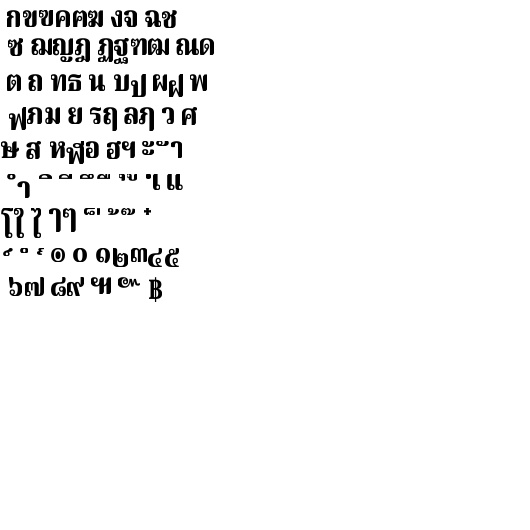 กขฃคฅฆ งจ ฉช
ซ ฌญฎ ฏฐฑฒ ณด
ต ถ ทธ น บป ผฝ พ
ฟภม ย รฤ ลฦ ว ศ
ษ ส หฬอ ฮฯ ะ ั า
ำ ิ ี ึ ื ุ ู เ แ
โใ ไ ๅๆ ็ ่ ้ ๊ ๋
์ ํ ๎ ๏ ๐ ๑๒๓๔๕
๖๗ ๘๙ ๚ ๛ ฿